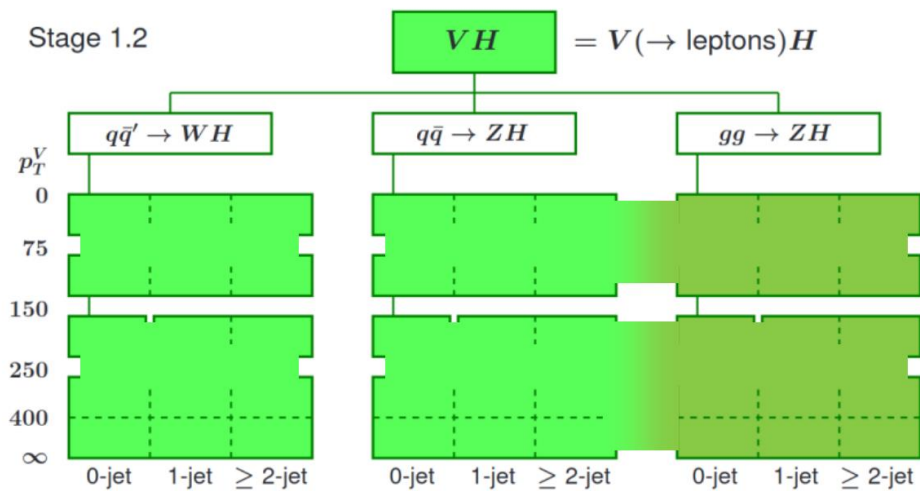 Stage 1.2
VH = V(→ leptons)H
qq̄′ → WH qq̄ → ZH gg → ZH
p_T^V
0
75
150
250
400
∞
0-jet 1-jet ≥ 2-jet 0-jet 1-jet ≥ 2-jet 0-jet 1-jet ≥ 2-jet